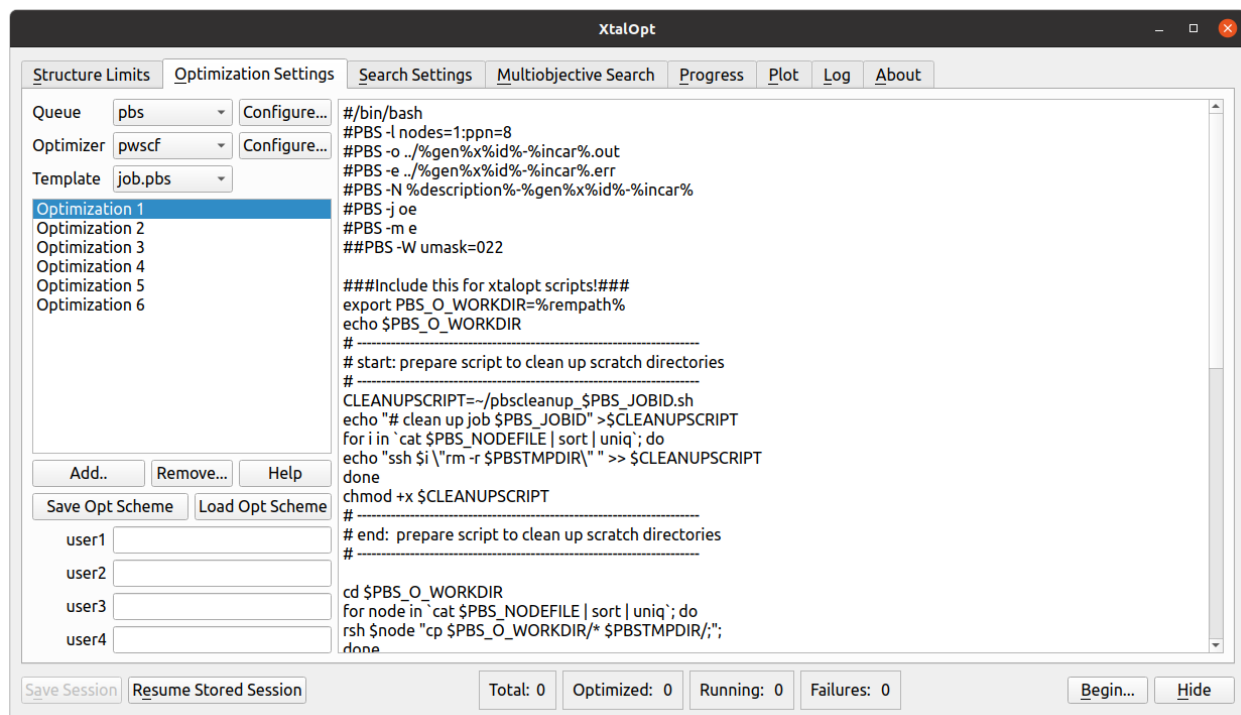 XtalOpt
Structure Limits Optimization Settings Search Settings Multiobjective Search Progress Plot Log About
Queue pbs Configure...
Optimizer pwscf Configure...
Template job.pbs
Optimization 1
Optimization 2
Optimization 3
Optimization 4
Optimization 5
Optimization 6
Add.. Remove... Help
Save Opt Scheme Load Opt Scheme
user1
user2
user3
user4
#/bin/bash
#PBS -l nodes=1:ppn=8
#PBS -o ../%gen%x%id%-%incar%.out
#PBS -e ../%gen%x%id%-%incar%.err
#PBS -N %description%-%gen%x%id%-%incar%
#PBS -j oe
#PBS -m e
##PBS -W umask=022
###Include this for xtalopt scripts!###
export PBS_O_WORKDIR=%rempath%
echo $PBS_O_WORKDIR
# -----------------------------------------------------------------------
# start: prepare script to clean up scratch directories
# -----------------------------------------------------------------------
CLEANUPSCRIPT=~/pbscleanup_$PBS_JOBID.sh
echo "# clean up job $PBS_JOBID" >$CLEANUPSCRIPT
for i in `cat $PBS_NODEFILE | sort | uniq`; do
echo "ssh $i \"rm -r $PBSTMPDIR\" " >> $CLEANUPSCRIPT
done
chmod +x $CLEANUPSCRIPT
# -----------------------------------------------------------------------
# end:  prepare script to clean up scratch directories
# -----------------------------------------------------------------------
cd $PBS_O_WORKDIR
for node in `cat $PBS_NODEFILE | sort | uniq`; do
rsh $node "cp $PBS_O_WORKDIR/* $PBSTMPDIR/;";
done
Save Session Resume Stored Session Total: 0 Optimized: 0 Running: 0 Failures: 0 Begin... Hide